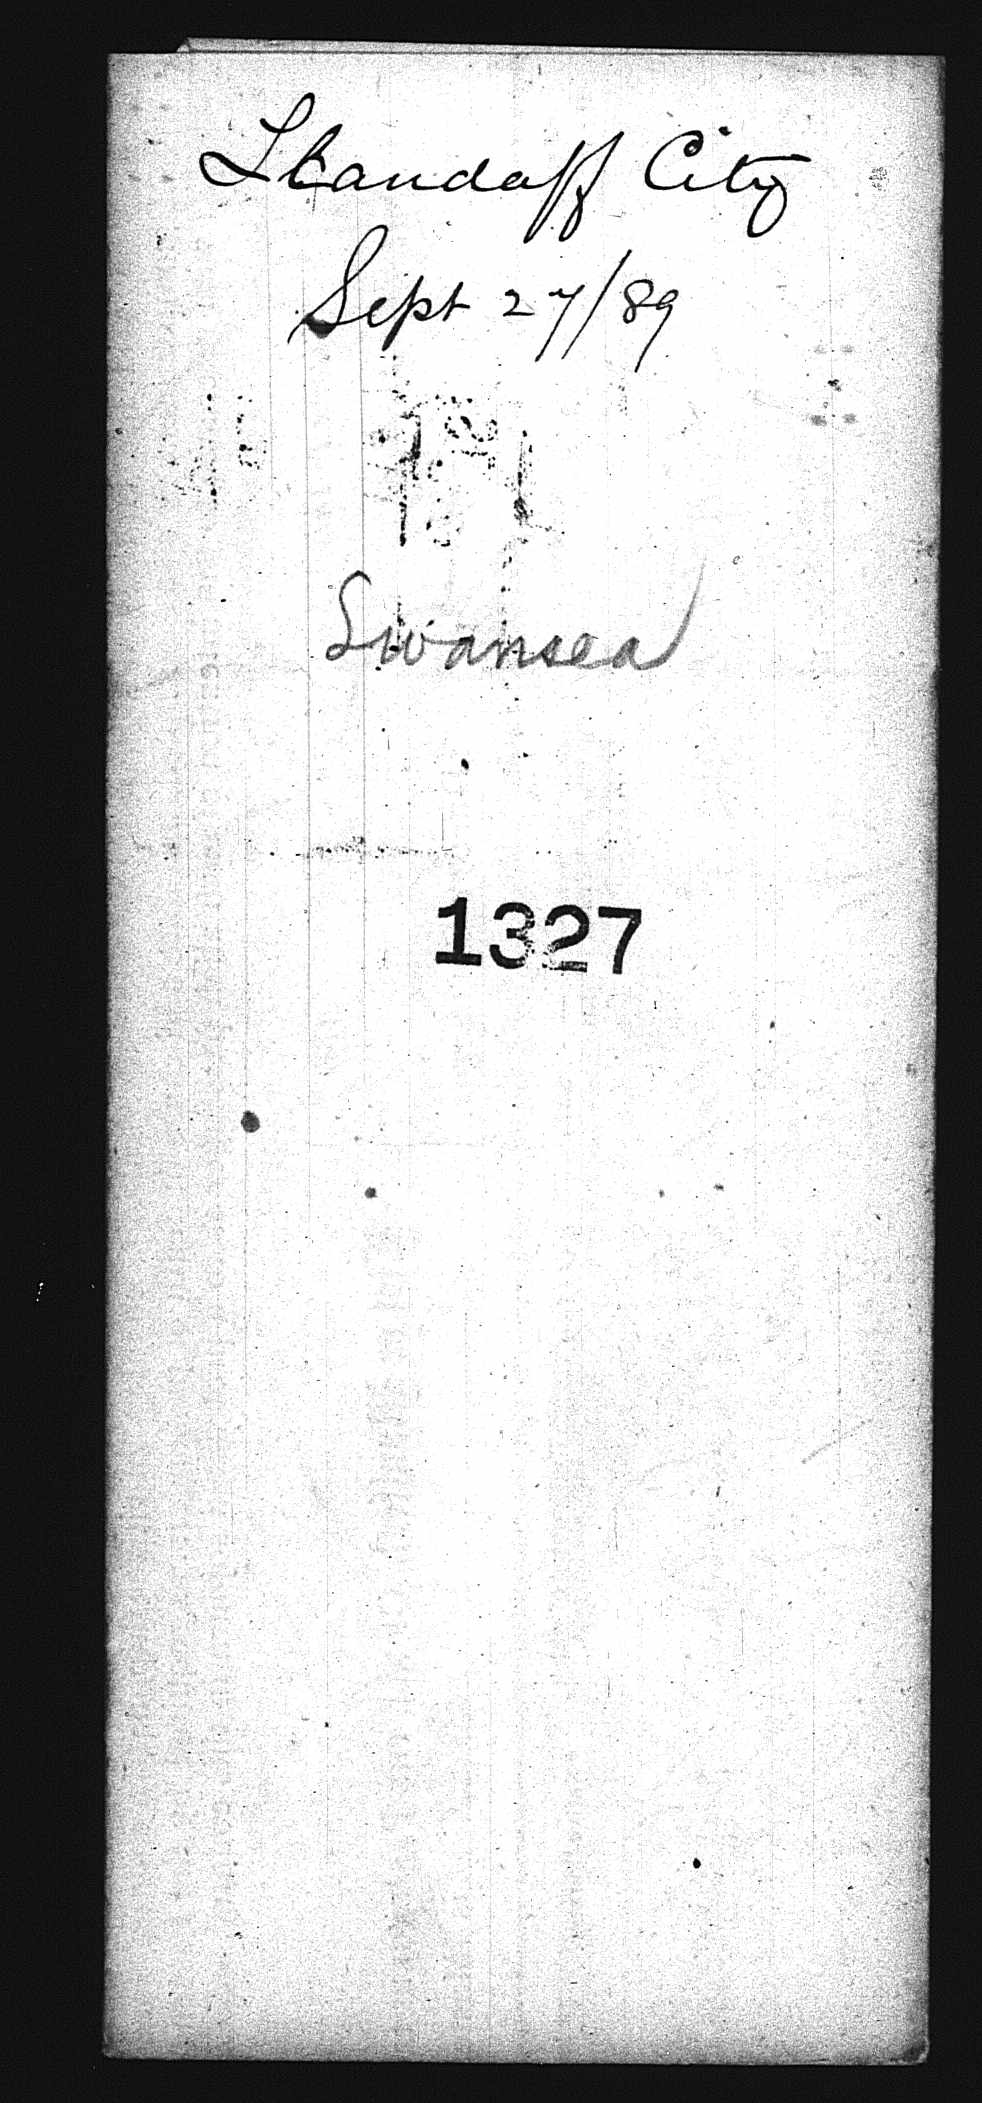 Llandaff City
Sept 27/89
Swansea
1327